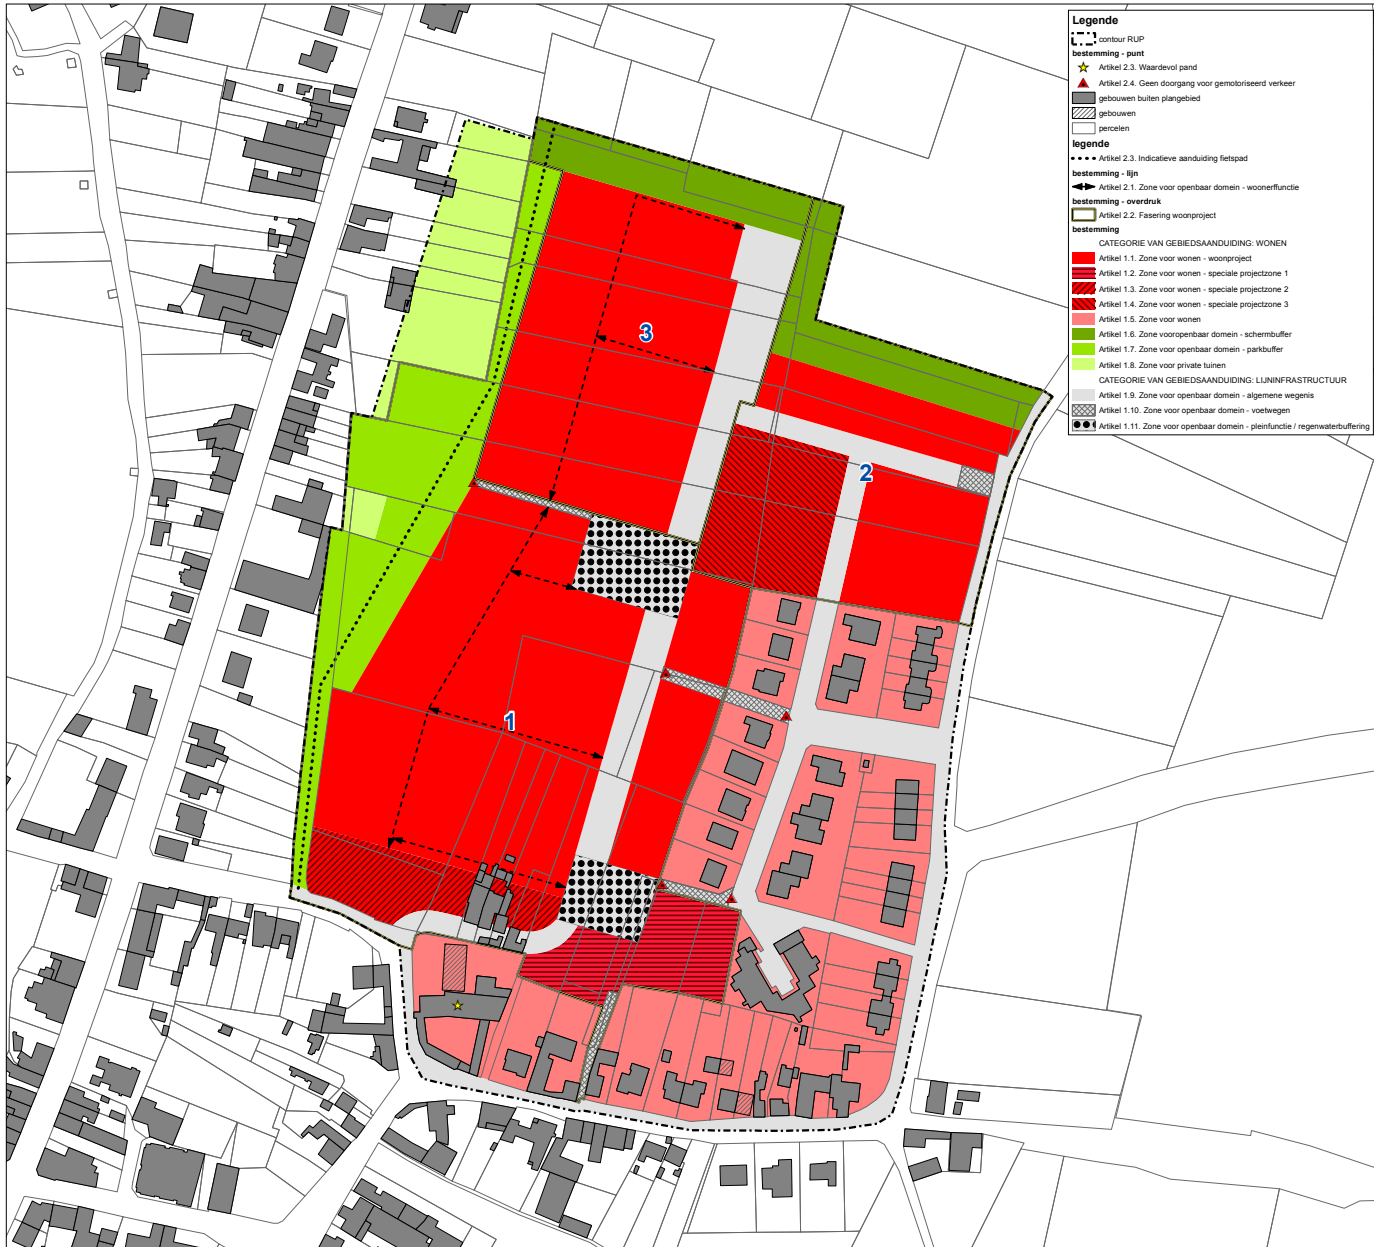 Legende
contour RUP
bestemming - punt
Artikel 2.3. Waardevol pand
Artikel 2.4. Geen doorgang voor gemotoriseerd verkeer
gebouwen buiten plangebied
gebouwen
percelen
legende
Artikel 2.3. Indicatieve aanduiding fietspad
bestemming - lijn
Artikel 2.1. Zone voor openbaar domein - woonerffunctie
bestemming - overdruk
Artikel 2.2. Fasering woonproject
bestemming
CATEGORIE VAN GEBIEDSAANDUIDING: WONEN
Artikel 1.1. Zone voor wonen - woonproject
Artikel 1.2. Zone voor wonen - speciale projectzone 1
Artikel 1.3. Zone voor wonen - speciale projectzone 2
Artikel 1.4. Zone voor wonen - speciale projectzone 3
Artikel 1.5. Zone voor wonen
Artikel 1.6. Zone vooropenbaar domein - schermbuffer
Artikel 1.7. Zone voor openbaar domein - parkbuffer
Artikel 1.8. Zone voor private tuinen
CATEGORIE VAN GEBIEDSAANDUIDING: LIJNINFRASTRUCTUUR
Artikel 1.9. Zone voor openbaar domein - algemene wegenis
Artikel 1.10. Zone voor openbaar domein - voetwegen
Artikel 1.11. Zone voor openbaar domein - pleinfunctie / regenwaterbuffering
3
2
1